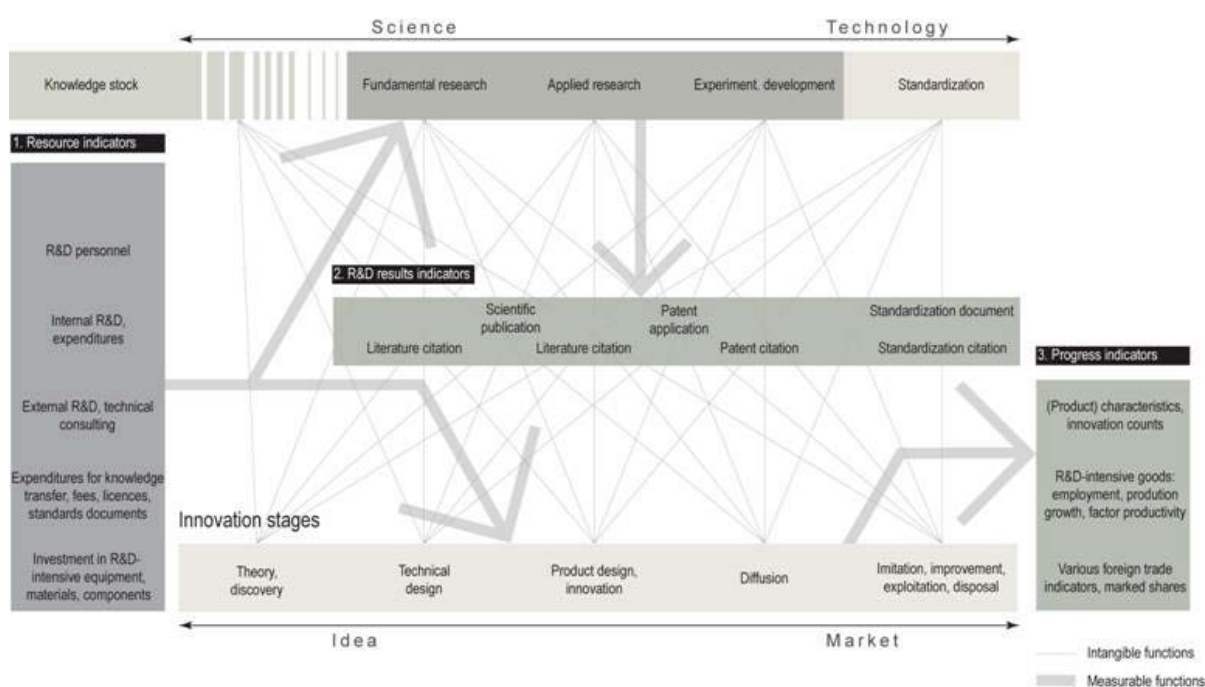 Science
Technology
Knowledge stock
Fundamental research
Applied research
Experiment. development
Standardization
1. Resource indicators
R&D personnel
Internal R&D,
expenditures
External R&D, technical
consulting
Expenditures for knowledge
transfer, fees, licences,
standards documents
Investment in R&D-
intensive equipment,
materials, components
2. R&D results indicators
Scientific
publication
Patent
application
Standardization document
Literature citation
Literature citation
Patent citation
Standardization citation
3. Progress indicators
(Product) characteristics,
innovation counts
R&D-intensive goods:
employment, prodution
growth, factor productivity
Various foreign trade
indicators, marked shares
Innovation stages
Theory,
discovery
Technical
design
Product design,
innovation
Diffusion
Imitation, improvement,
exploitation, disposal
Idea
Market
Intangible functions
Measurable functions